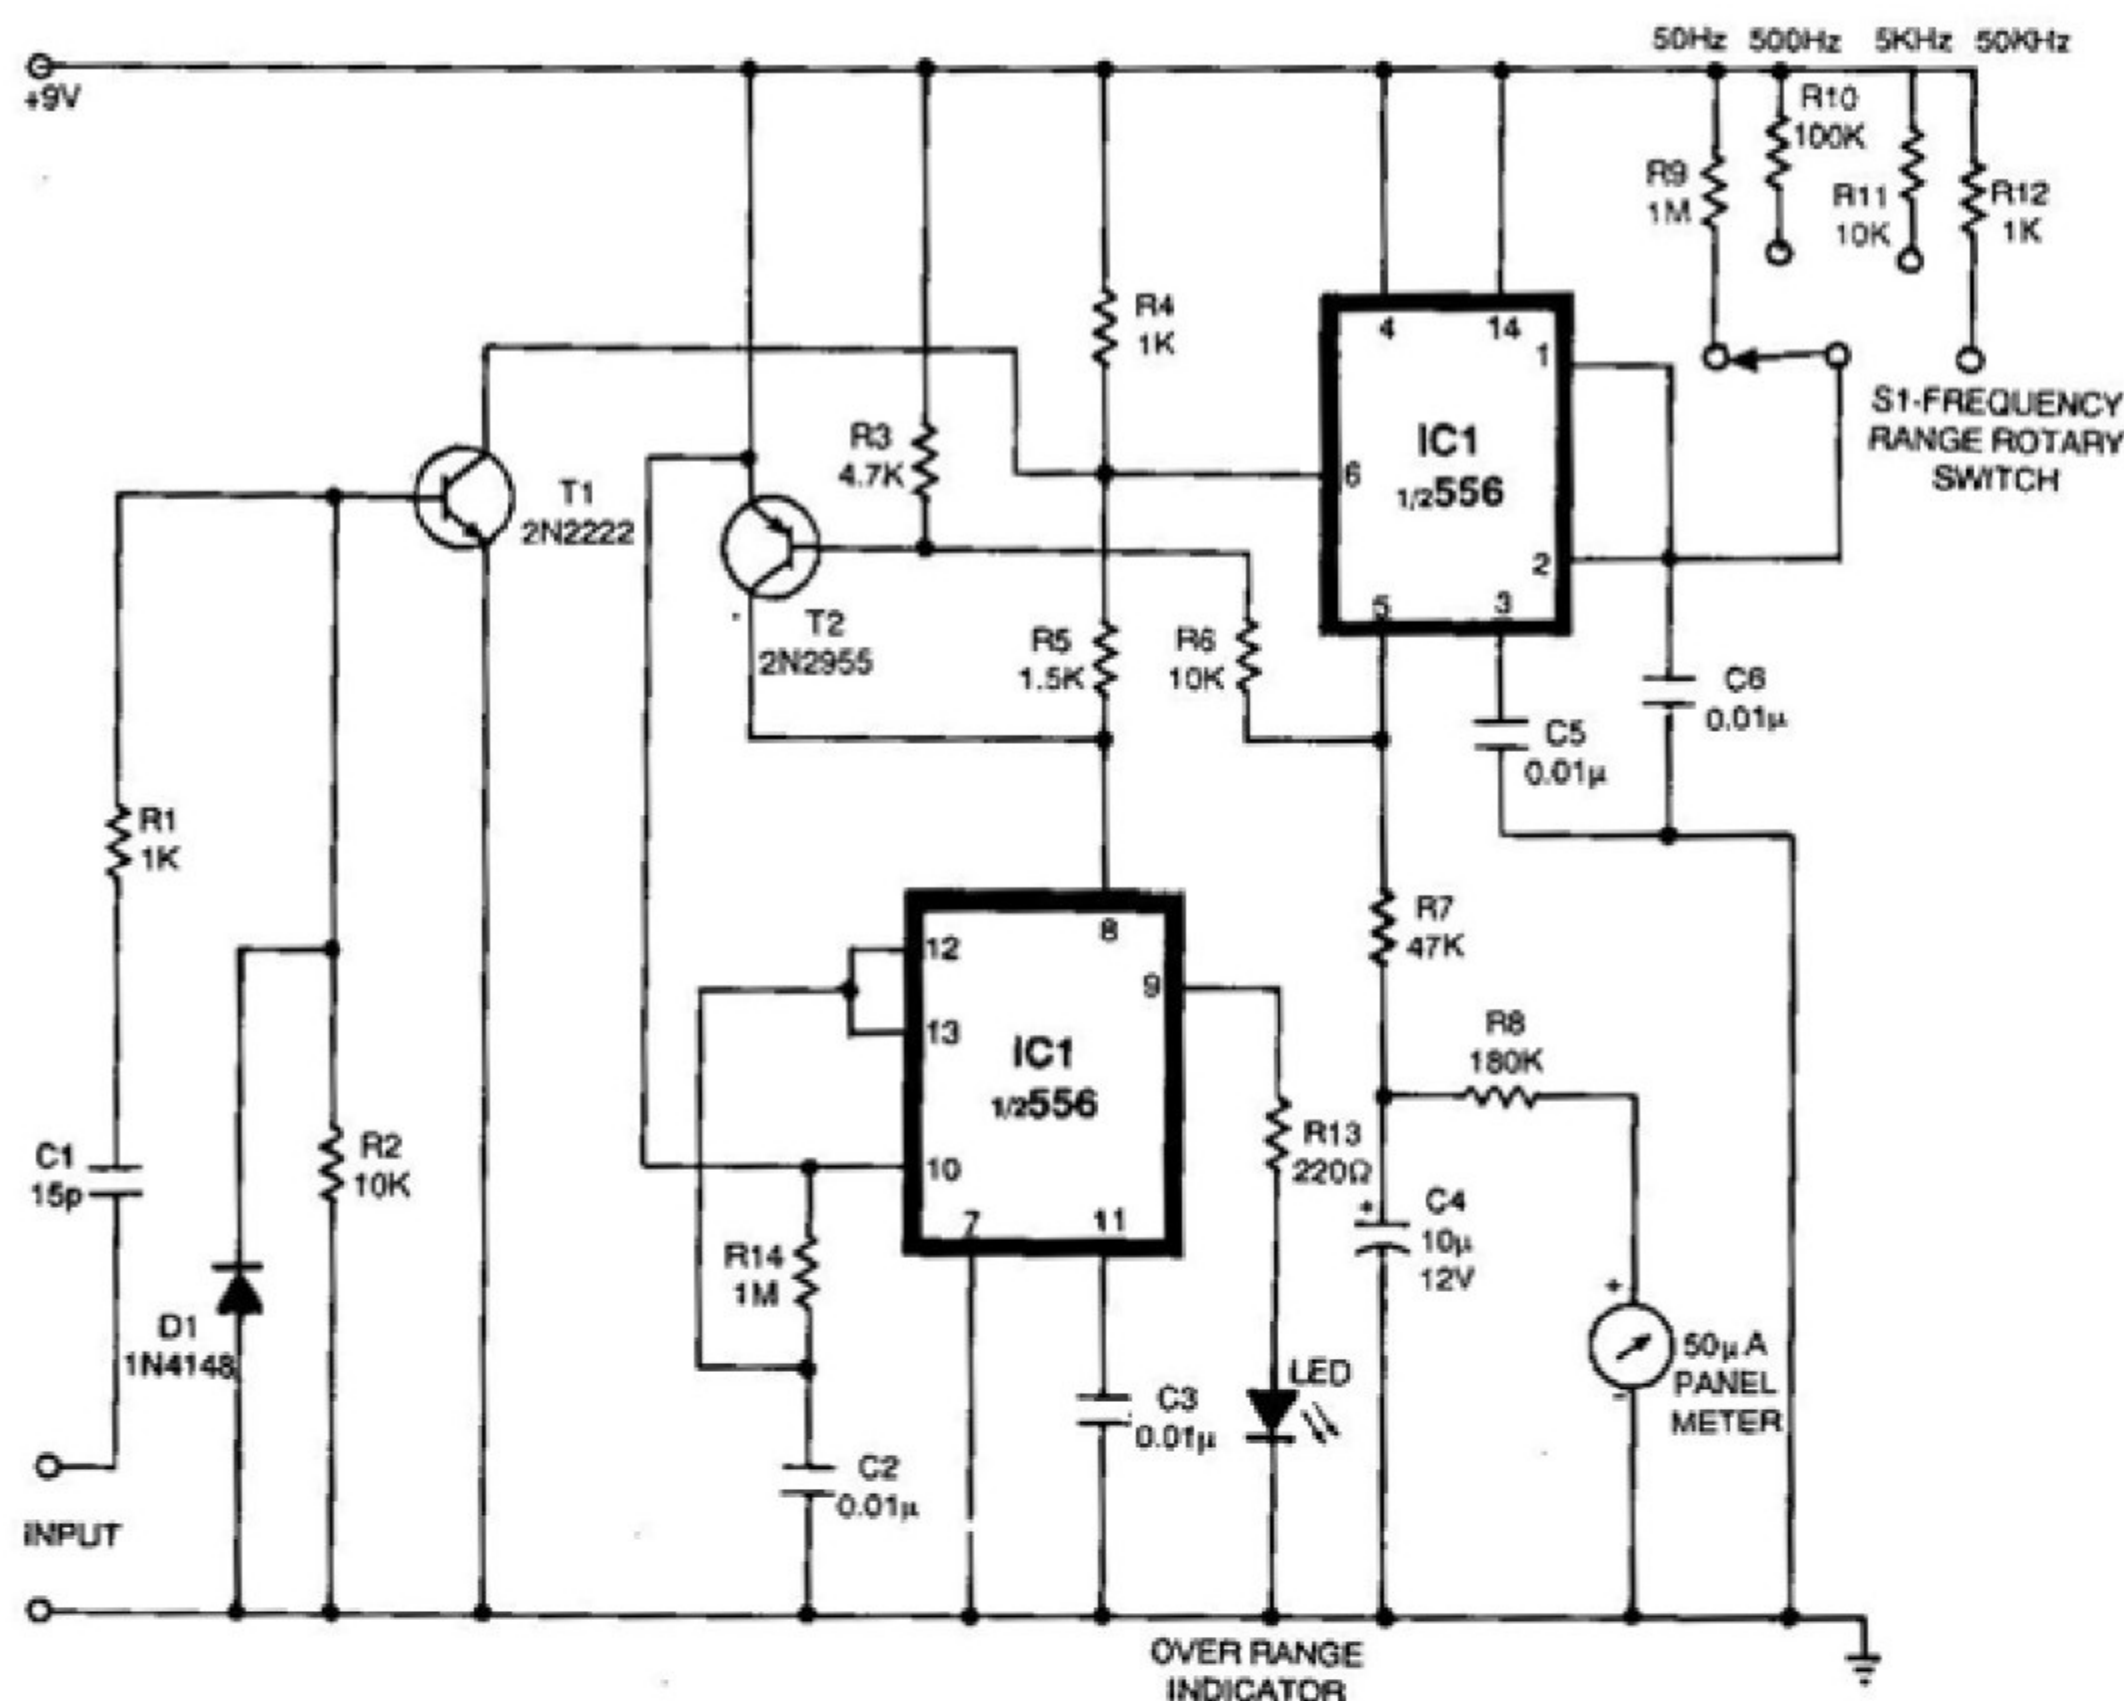 50Hz 500Hz 5KHz 50KHz
+9V
R10
100K
R9
1M
R11
10K
R12
1K
R4
1K
4
14
1
S1-FREQUENCY
RANGE ROTARY
SWITCH
R3
4.7K
IC1
1/2556
6
T1
2N2222
2
5
3
T2
2N2955
R5
1.5K
R6
10K
C6
0.01µ
C5
0.01µ
R1
1K
R7
47K
8
12
9
13
IC1
1/2556
R8
180K
C1
15p
R2
10K
10
R13
220Ω
7
11
+
C4
10µ
12V
R14
1M
D1
1N4148
+
50µA
PANEL
METER
-
LED
C3
0.01µ
C2
0.01µ
INPUT
OVER RANGE
INDICATOR